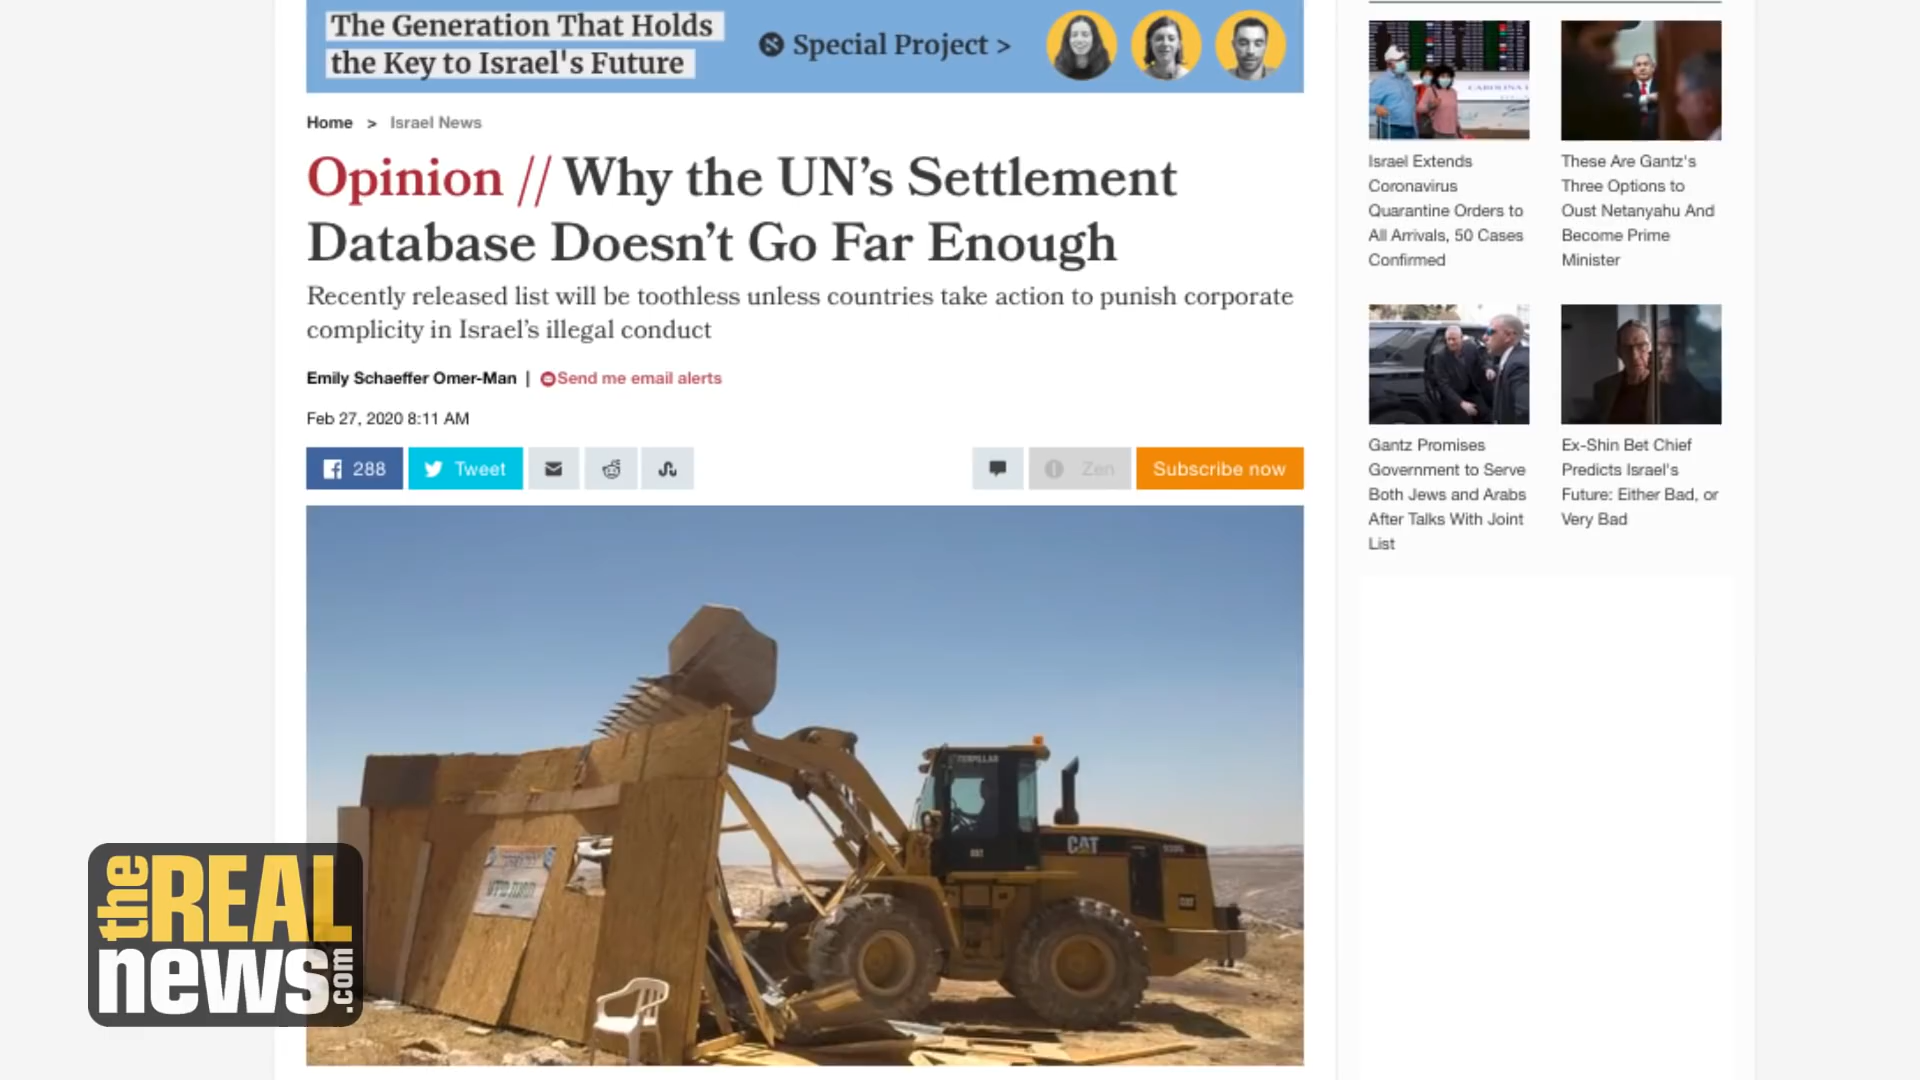 The Generation That Holds
the Key to Israel's Future
Special Project >
Home > Israel News
Opinion // Why the UN's Settlement
Database Doesn't Go Far Enough
Recently released list will be toothless unless countries take action to punish corporate
complicity in Israel's illegal conduct
Emily Schaeffer Omer-Man | Send me email alerts
Feb 27, 2020 8:11 AM
288
Tweet
Zen
Subscribe now
CATERPILLAR
CAT
CAT
CAT
Israel Extends
Coronavirus
Quarantine Orders to
All Arrivals, 50 Cases
Confirmed
These Are Gantz's
Three Options to
Oust Netanyahu And
Become Prime
Minister
Gantz Promises
Government to Serve
Both Jews and Arabs
After Talks With Joint
List
Ex-Shin Bet Chief
Predicts Israel's
Future: Either Bad, or
Very Bad
the REAL
news.com